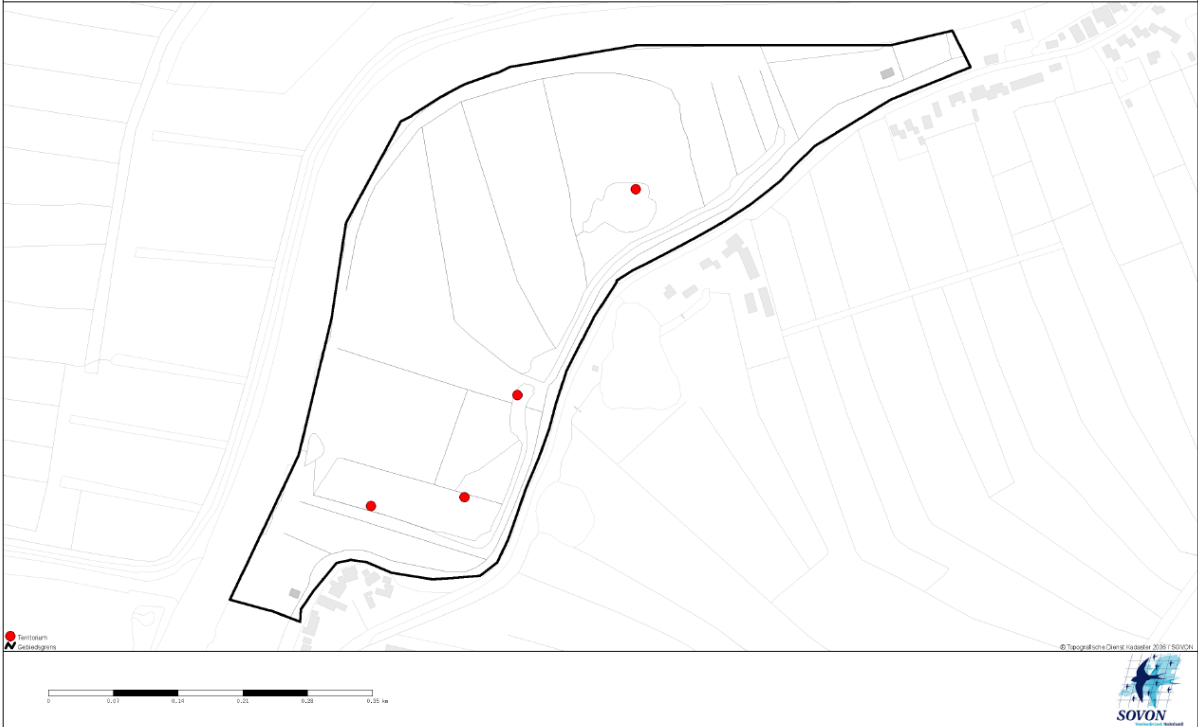 Territorium
Gebiedsgrens
© Topografische Dienst Kadaster 2006 / SOVON
0 0.07 0.14 0.21 0.28 0.35 km
SOVON